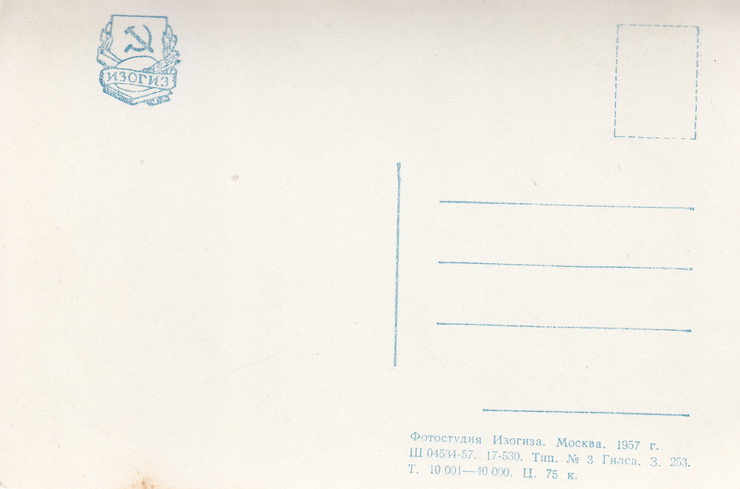 ИЗОГИЗ
Фотостудия Изогиза. Москва. 1957 г.
Ш 04534-57. 17-530. Тип. № 3 Гилса. З. 253.
Т. 10 001—40 000. Ц. 75 к.